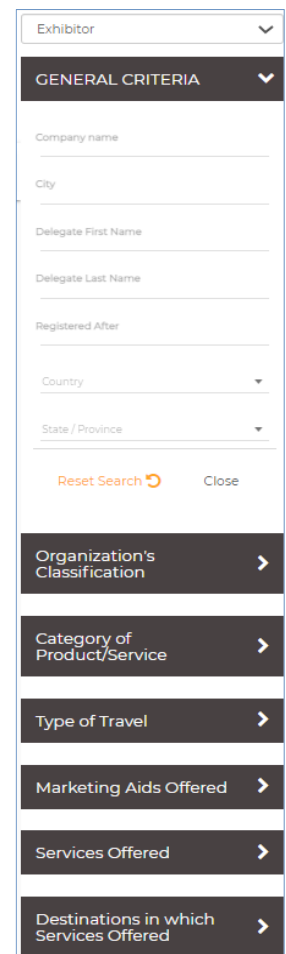 Exhibitor
GENERAL CRITERIA
Company name
City
Delegate First Name
Delegate Last Name
Registered After
Country
State / Province
Reset Search Close
Organization's
Classification
Category of
Product/Service
Type of Travel
Marketing Aids Offered
Services Offered
Destinations in which
Services Offered